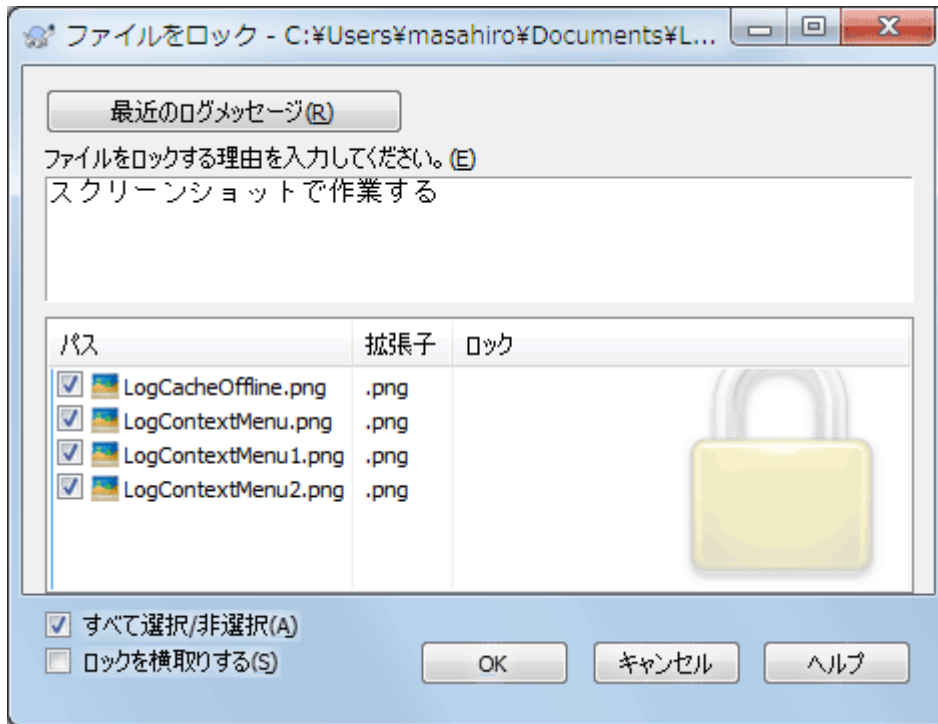 ファイルをロック - C:¥Users¥masahiro¥Documents¥L...
最近のログメッセージ(R)
ファイルをロックする理由を入力してください。(E)
スクリーンショットで作業する
パス 拡張子 ロック
LogCacheOffline.png .png
LogContextMenu.png .png
LogContextMenu1.png .png
LogContextMenu2.png .png
すべて選択/非選択(A)
ロックを横取りする(S) OK キャンセル ヘルプ